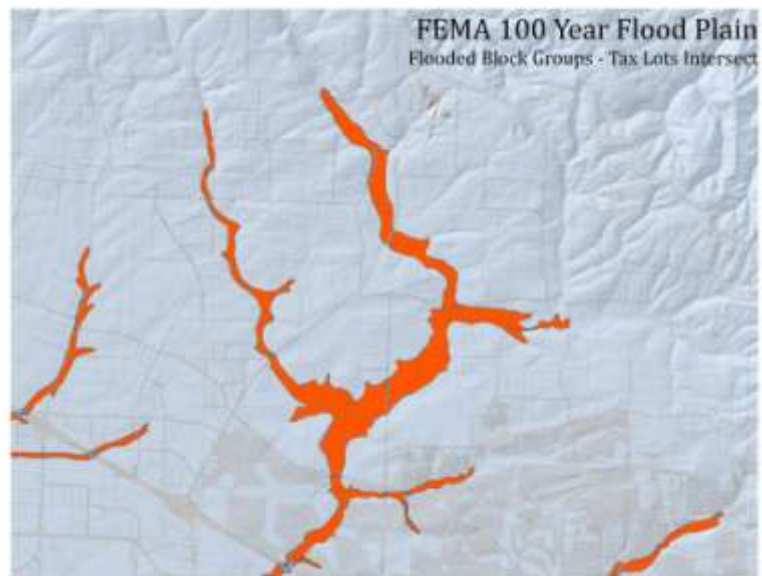 FEMA 100 Year Flood Plain
Flooded Block Groups - Tax Lots Intersect